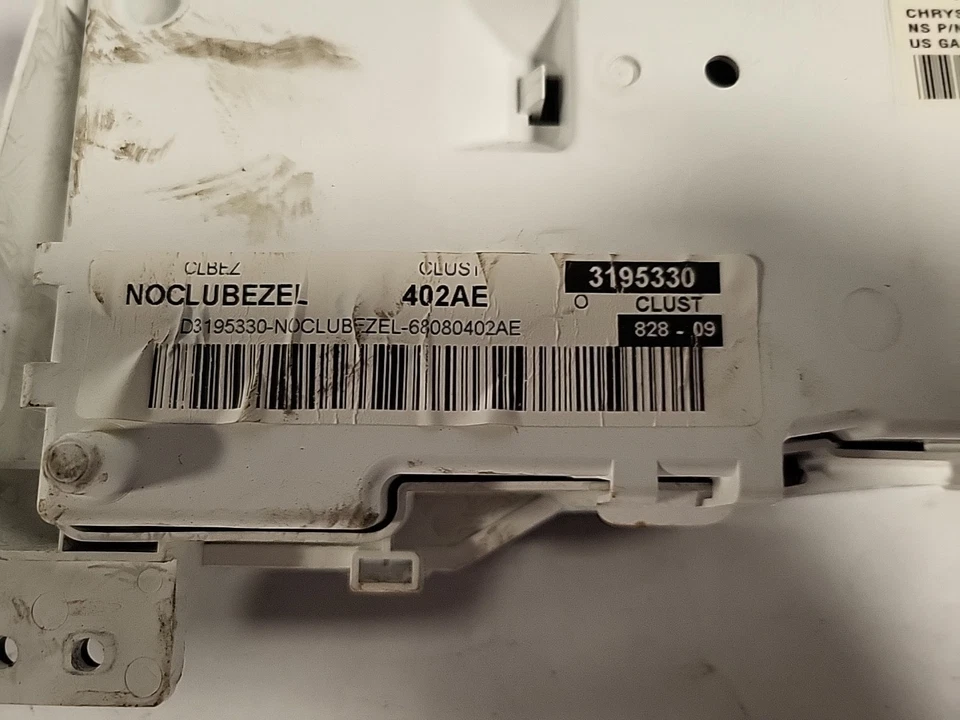 CHRYS
NS P/N
US GA
CLBEZ CLUST 3195330
NOCLUBEZEL 402AE O CLUST
D3195330-NOCLUBEZEL-68080402AE 828 - 09